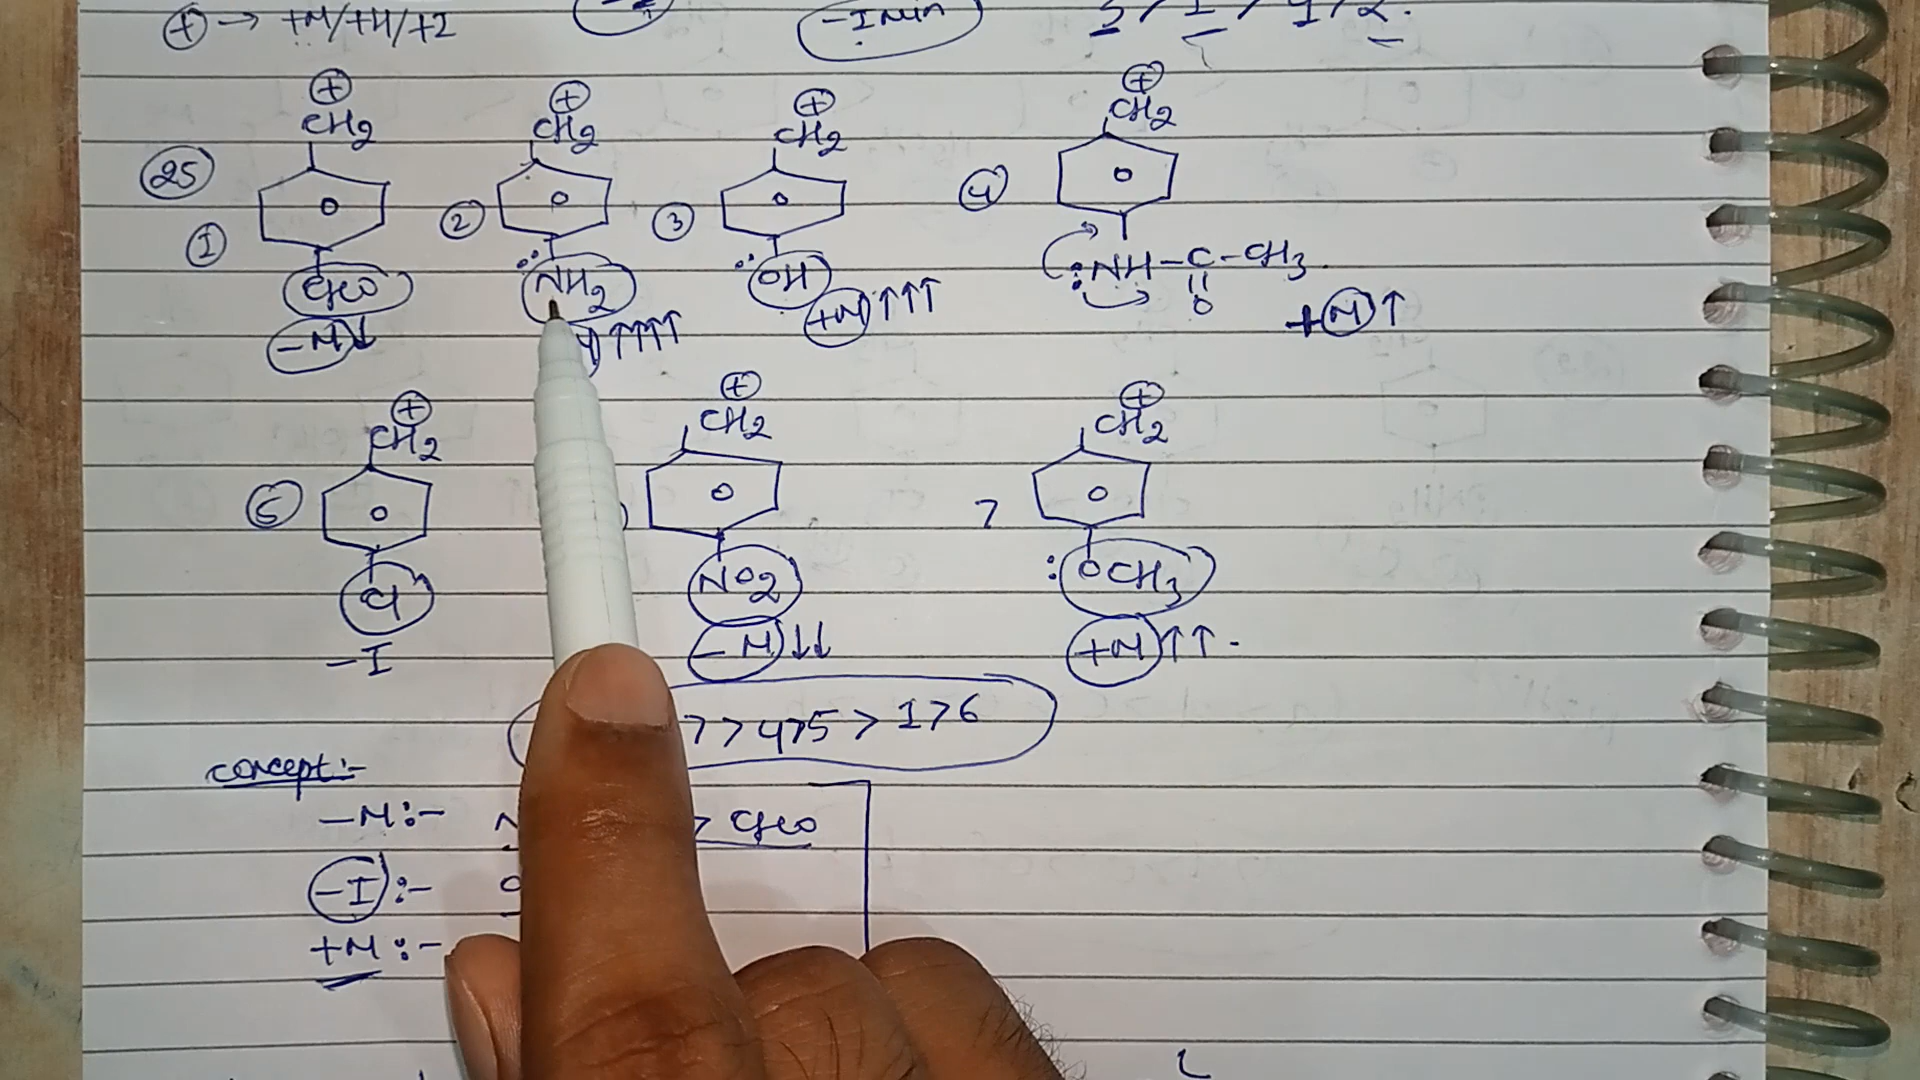 ⊕ → +M/+H/+I
-I min
3 > 1 > 4 > 2.
⊕ ⊕ ⊕ ⊕
CH2 CH2 CH2 CH2
25
1 2 3 4
CHO NH2 OH :NH-C-CH3.
O
-M↓ ↑↑↑↑ +M↑↑↑ +M↑
⊕ ⊕ ⊕
CH2 CH2 CH2
5 7
Cl NO2 :OCH3
-I -M↓↓ +M↑↑.
7>4>5>1>6
concept:-
-M:- > CHO
-I:-
+M:-